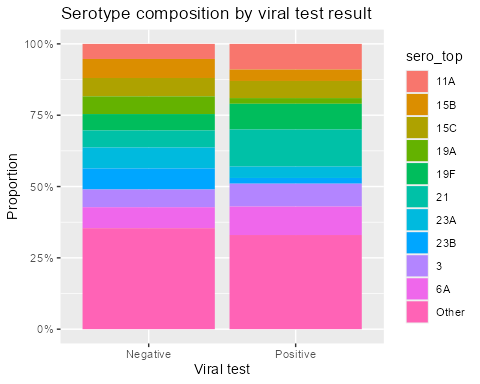 Serotype composition by viral test result
100%
75%
50%
25%
0%
Proportion
Negative
Positive
Viral test
sero_top
11A
15B
15C
19A
19F
21
23A
23B
3
6A
Other